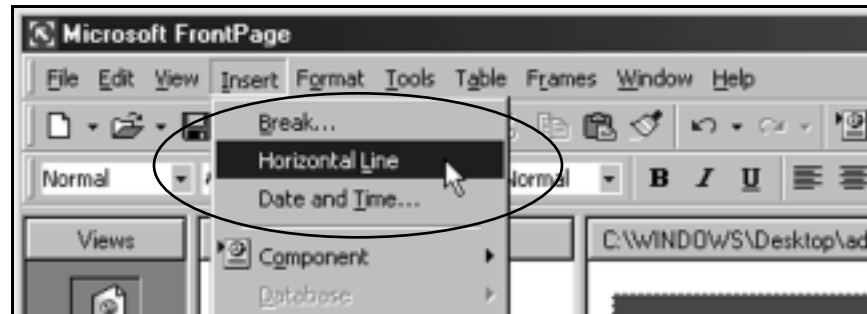 Microsoft FrontPage
File Edit View Insert Format Tools Table Frames Window Help
Break...
Normal Horizontal Line Normal B I U
Date and Time...
Views C:\WINDOWS\Desktop\ad
Component
Database